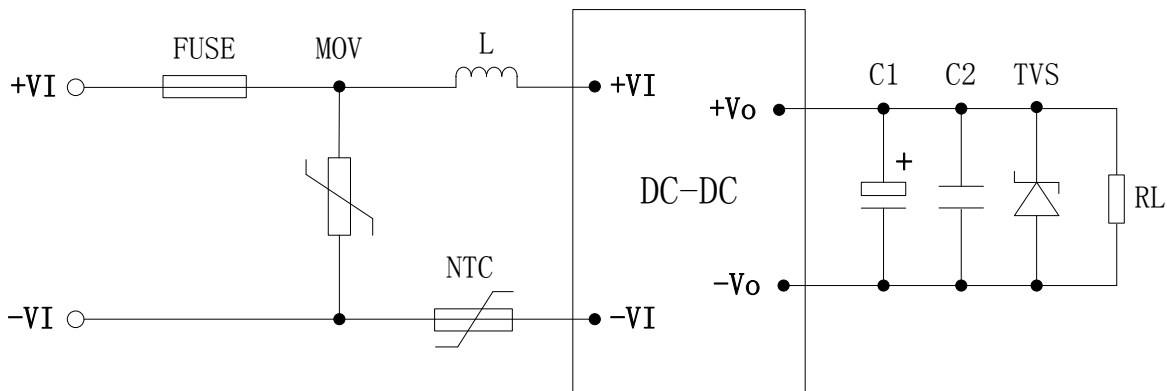 FUSE MOV L
+VI +VI
C1 C2 TVS
+Vo
+
DC-DC
RL
NTC
-Vo
-VI -VI